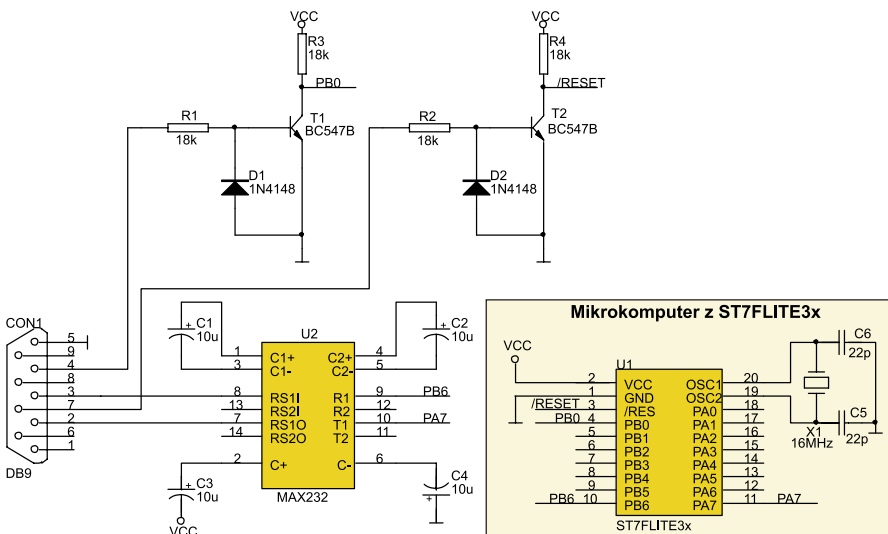 VCC
R3
18k
PB0
R1
18k
T1
BC547B
D1
1N4148
VCC
R4
18k
/RESET
R2
18k
T2
BC547B
D2
1N4148
CON1
5
9
4
8
3
7
2
6
1
DB9
C1
+
10u
C2
+
10u
U2
1 C1+ C2+ 4
3 C1- C2- 5
8 RS1I R1 9 PB6
13 RS2I R2 12
7 RS1O T1 10 PA7
14 RS2O T2 11
2 C+ C- 6
MAX232
C3
+
10u
VCC
C4
+
10u
Mikrokomputer z ST7FLITE3x
VCC
U1
2 VCC OSC1 20
1 GND OSC2 19
/RESET 3 /RES PA0 18
PB0 4 PB0 PA1 17
5 PB1 PA2 16
6 PB2 PA3 15
7 PB3 PA4 14
8 PB4 PA5 13
9 PB5 PA6 12
PB6 10 PB6 PA7 11 PA7
ST7FLITE3x
C6
22p
X1
16MHz
C5
22p